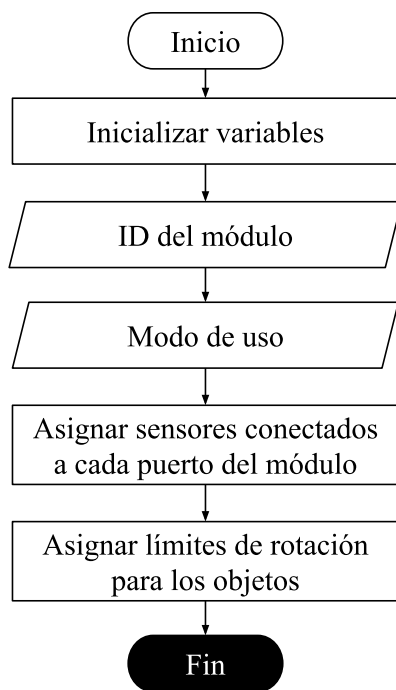 Inicio
Inicializar variables
ID del módulo
Modo de uso
Asignar sensores conectados
a cada puerto del módulo
Asignar límites de rotación
para los objetos
Fin